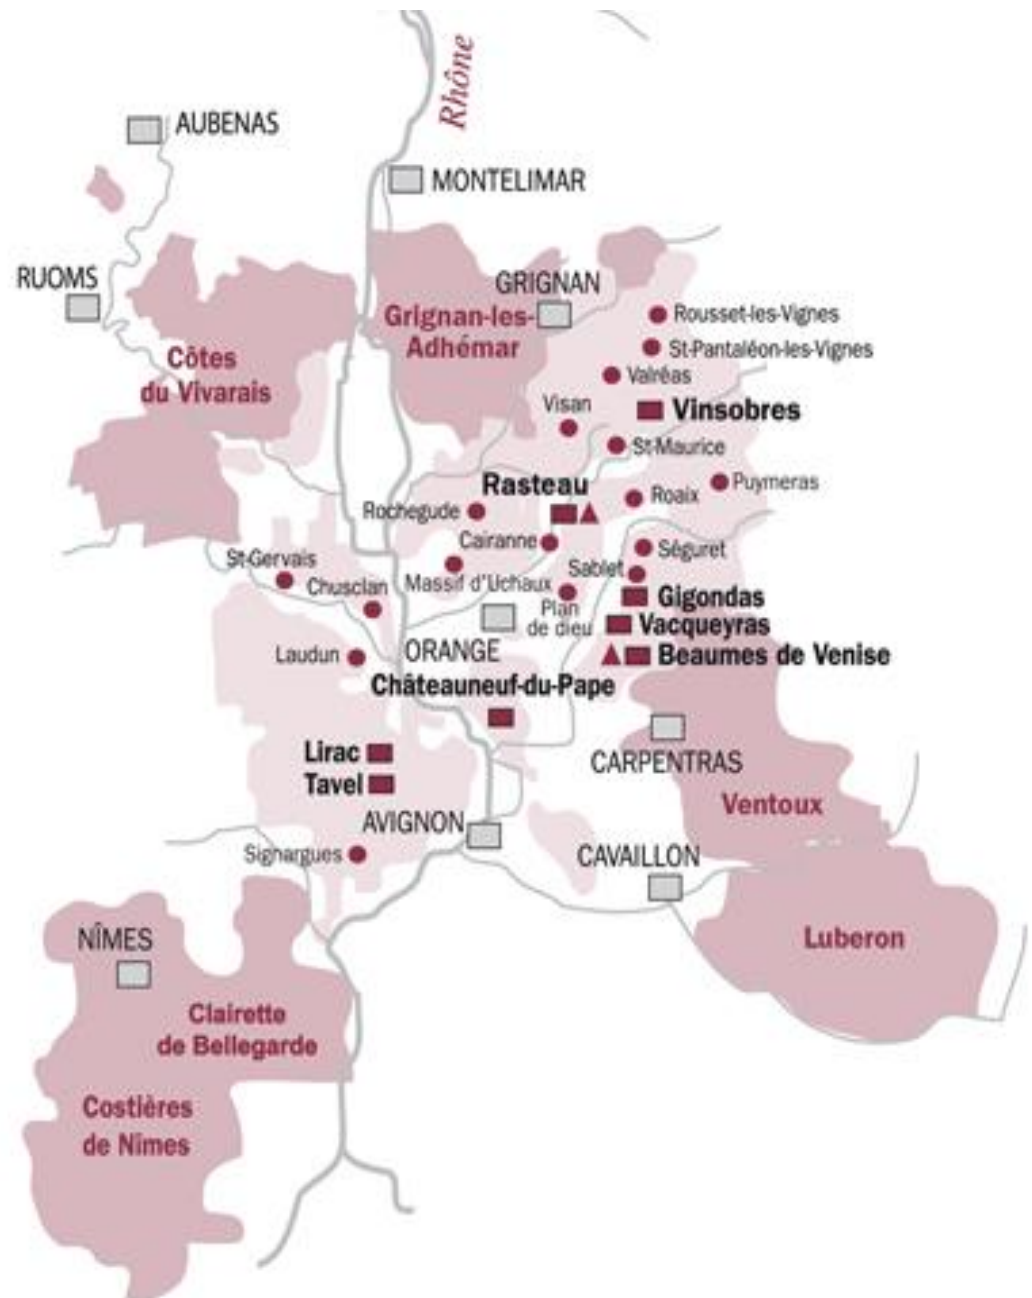 Rhône
AUBENAS
MONTELIMAR
RUOMS
GRIGNAN
Grignan-les-
Adhémar
Côtes
du Vivarais
Rousset-les-Vignes
St-Pantaléon-les-Vignes
Valréas
Visan
Vinsobres
St-Maurice
Rasteau
Puymeras
Roaix
Rochegude
Cairanne
Séguret
St-Gervais
Chusclan
Massif d'Uchaux
Sablet
Plan
de dieu
Gigondas
Vacqueyras
Laudun
ORANGE
Beaumes de Venise
Châteauneuf-du-Pape
Lirac
Tavel
CARPENTRAS
Ventoux
AVIGNON
Signargues
CAVAILLON
NÎMES
Luberon
Clairette
de Bellegarde
Costières
de Nîmes